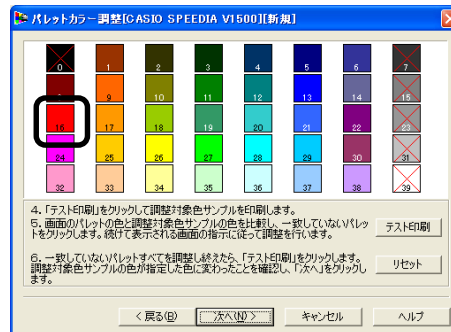 パレットカラー調整[CASIO SPEEDIA V1500][新規]
0 1 2 3 4 5 6 7
9 10 11 12 13 14 15
16 17 18 19 20 21 22 23
24 25 26 27 28 29 30 31
32 33 34 35 36 37 38 39
4. 「テスト印刷」をクリックして調整対象色サンプルを印刷します。
5. 画面のパレットの色と調整対象色サンプルの色を比較し、一致していないパレッ
トをクリックします。続けて表示される画面の指示に従って調整を行います。
テスト印刷
6. 一致していないパレットすべてを調整し終えたら、「テスト印刷」をクリックします。
調整対象色サンプルの色が指定した色に変わったことを確認し、「次へ」をクリックし
ます。
リセット
< 戻る(B) 次へ(N) > キャンセル ヘルプ